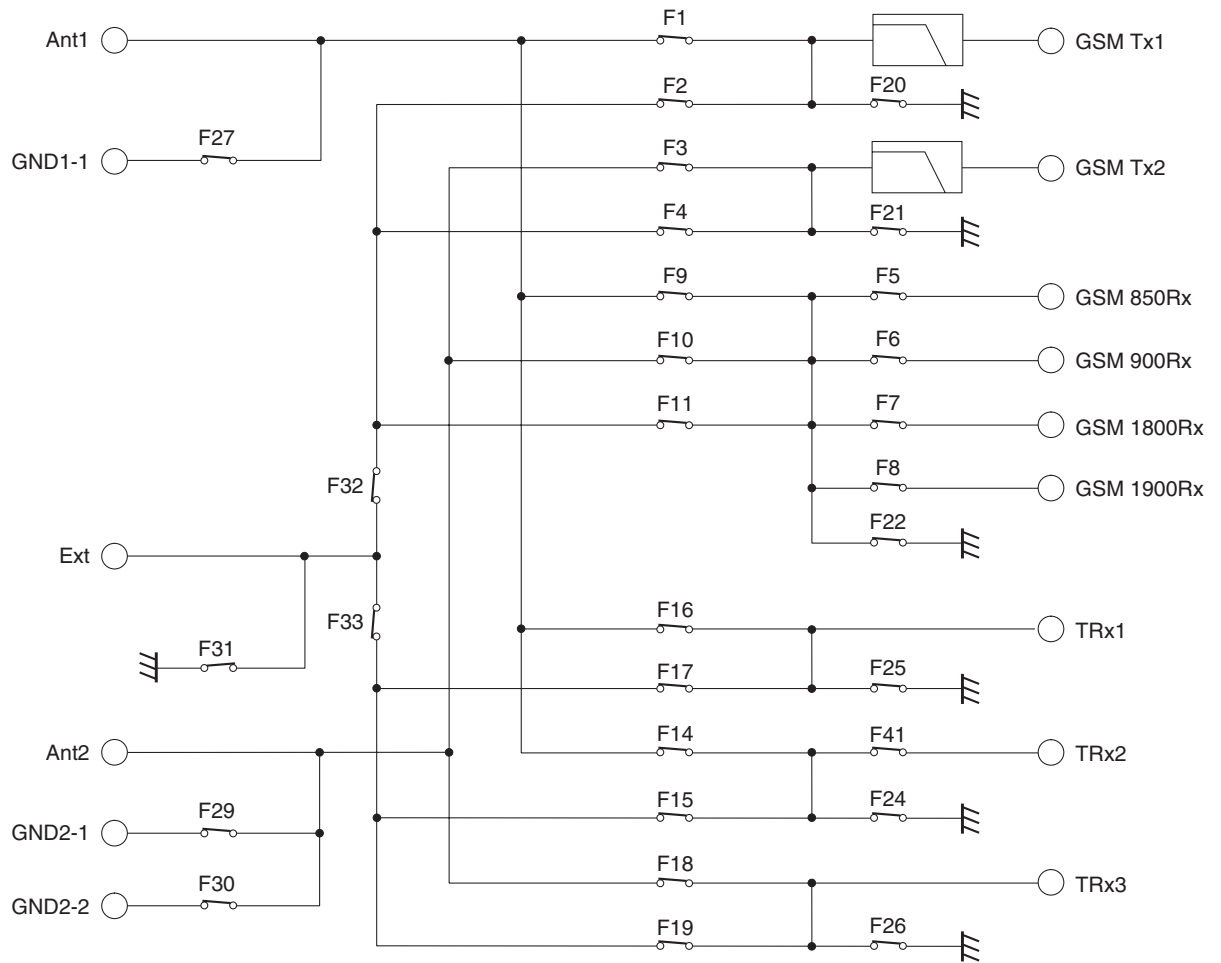 F1
Ant1
GSM Tx1
F2
F20
F27
GND1-1
F3
GSM Tx2
F4
F21
F9
F5
GSM 850Rx
F10
F6
GSM 900Rx
F11
F7
GSM 1800Rx
F32
F8
GSM 1900Rx
F22
Ext
F33
F16
TRx1
F31
F17
F25
Ant2
F14
F41
TRx2
F29
GND2-1
F15
F24
F18
F30
GND2-2
TRx3
F19
F26